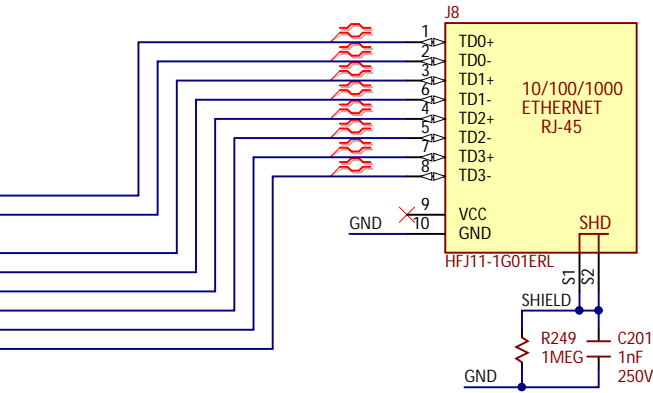 J8
1 TD0+
2 TD0-
3 TD1+
6 TD1-
4 TD2+
5 TD2-
7 TD3+
8 TD3-
10/100/1000
ETHERNET
RJ-45
9 VCC
GND 10 GND
SHD
HFJ11-1G01ERL
S1
S2
SHIELD
R249
1MEG
C201
1nF
250V
GND